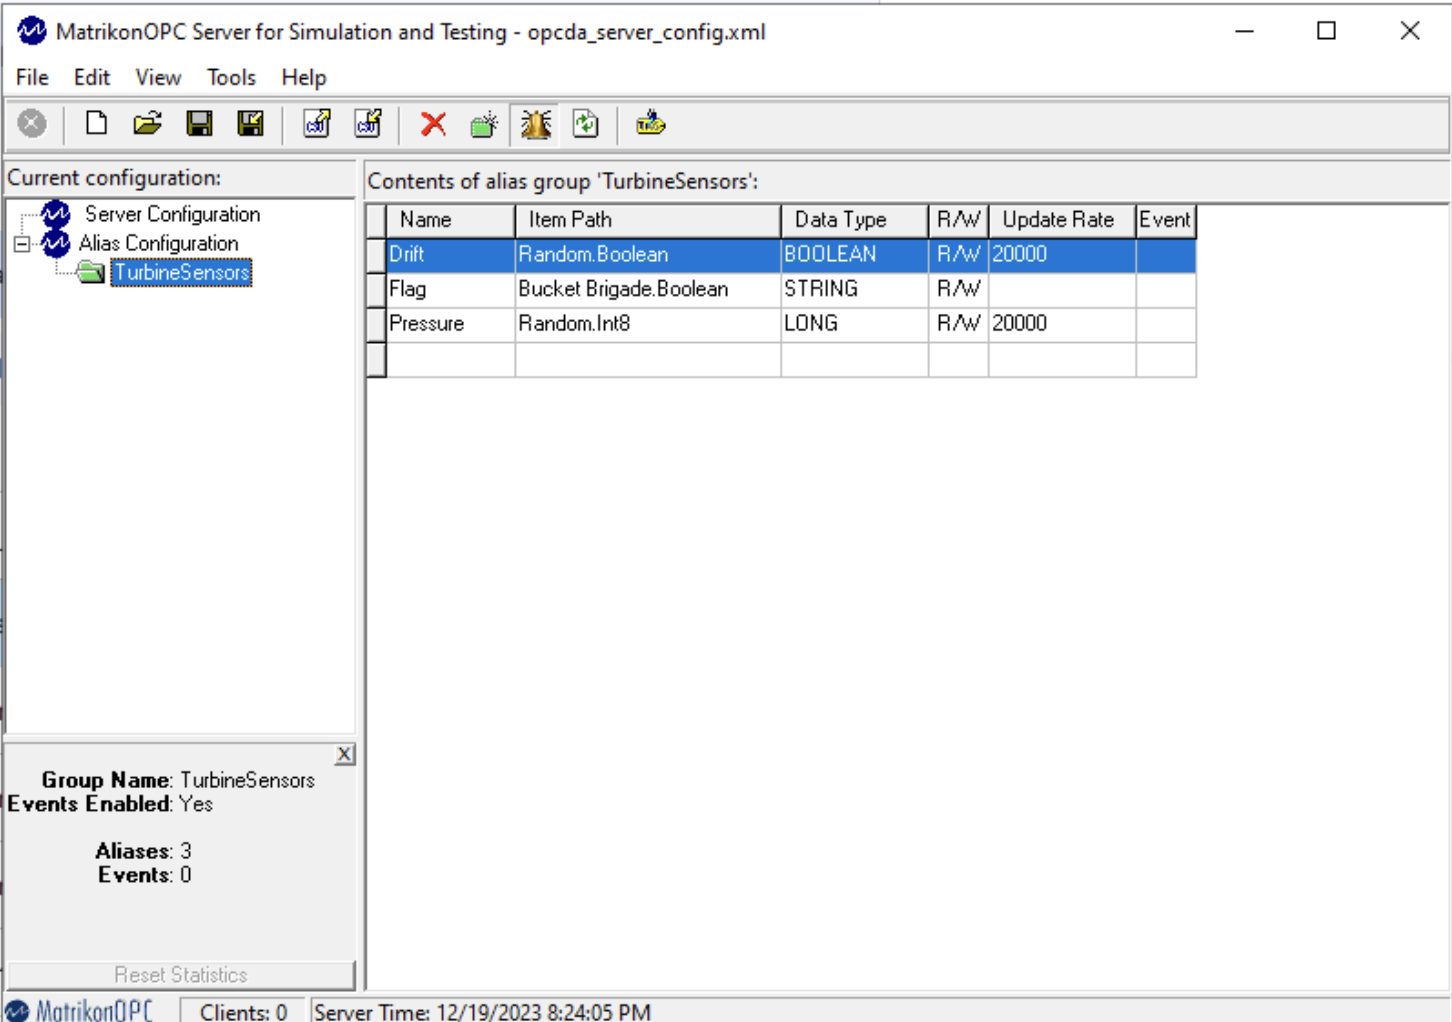 MatrikonOPC Server for Simulation and Testing - opcda_server_config.xml
File Edit View Tools Help
Current configuration:
Server Configuration
Alias Configuration
TurbineSensors
Contents of alias group 'TurbineSensors':
Name Item Path Data Type R/W Update Rate Event
Drift Random.Boolean BOOLEAN R/W 20000
Flag Bucket Brigade.Boolean STRING R/W
Pressure Random.Int8 LONG R/W 20000
X
Group Name: TurbineSensors
Events Enabled: Yes
Aliases: 3
Events: 0
Reset Statistics
MatrikonOPC Clients: 0 Server Time: 12/19/2023 8:24:05 PM